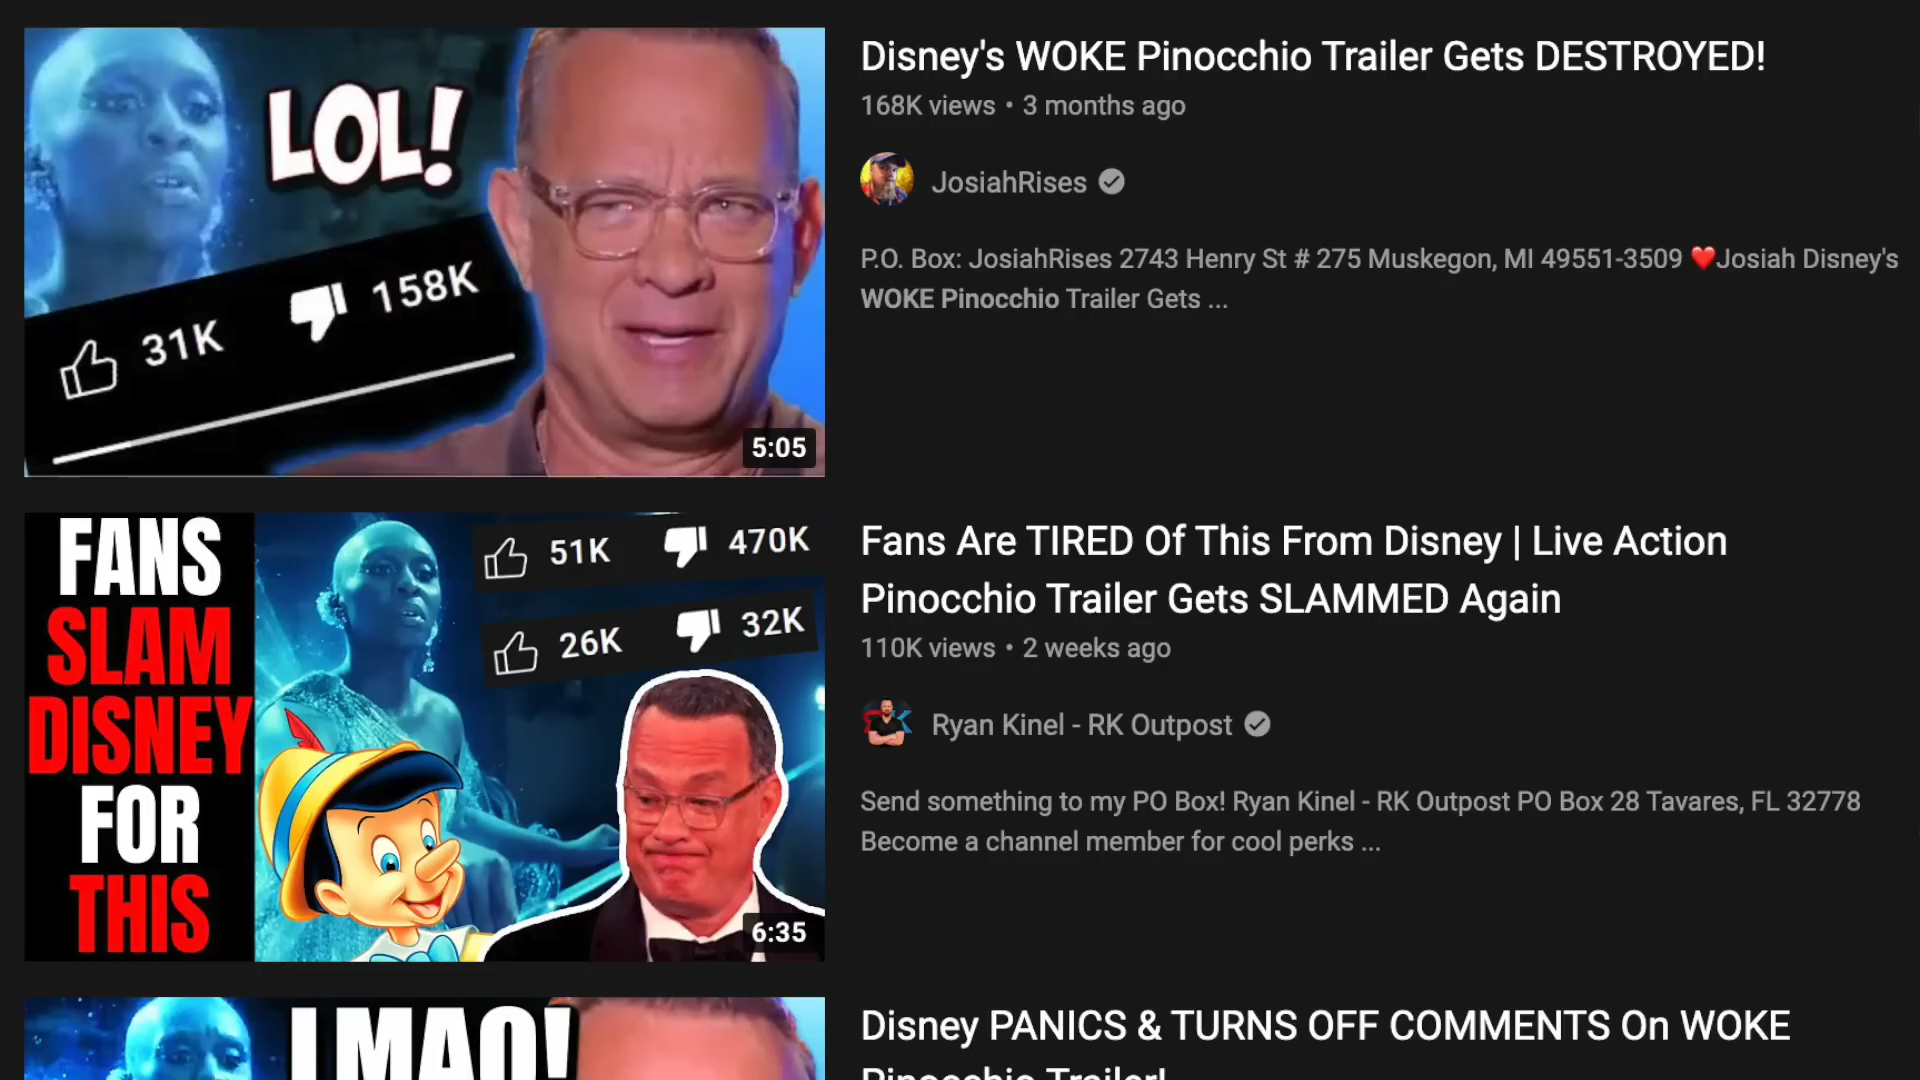 LOL!
31K 158K
5:05
Disney's WOKE Pinocchio Trailer Gets DESTROYED!
168K views • 3 months ago
JosiahRises
P.O. Box: JosiahRises 2743 Henry St # 275 Muskegon, MI 49551-3509 ❤️Josiah Disney's
WOKE Pinocchio Trailer Gets ...
FANS
SLAM
DISNEY
FOR
THIS
51K 470K
26K 32K
6:35
Fans Are TIRED Of This From Disney | Live Action
Pinocchio Trailer Gets SLAMMED Again
110K views • 2 weeks ago
Ryan Kinel - RK Outpost
Send something to my PO Box! Ryan Kinel - RK Outpost PO Box 28 Tavares, FL 32778
Become a channel member for cool perks ...
LMAO!
Disney PANICS & TURNS OFF COMMENTS On WOKE
Pinocchio Trailer!